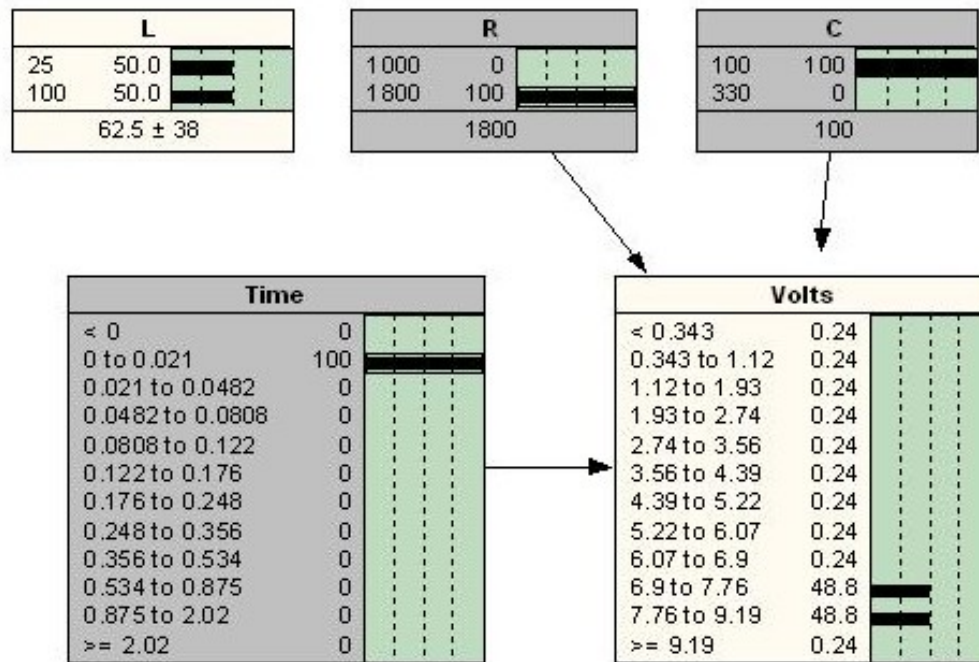 L
25 50.0
100 50.0
62.5 ± 38
R
1000 0
1800 100
1800
C
100 100
330 0
100
Time
< 0 0
0 to 0.021 100
0.021 to 0.0482 0
0.0482 to 0.0808 0
0.0808 to 0.122 0
0.122 to 0.176 0
0.176 to 0.248 0
0.248 to 0.356 0
0.356 to 0.534 0
0.534 to 0.875 0
0.875 to 2.02 0
>= 2.02 0
Volts
< 0.343 0.24
0.343 to 1.12 0.24
1.12 to 1.93 0.24
1.93 to 2.74 0.24
2.74 to 3.56 0.24
3.56 to 4.39 0.24
4.39 to 5.22 0.24
5.22 to 6.07 0.24
6.07 to 6.9 0.24
6.9 to 7.76 48.8
7.76 to 9.19 48.8
>= 9.19 0.24